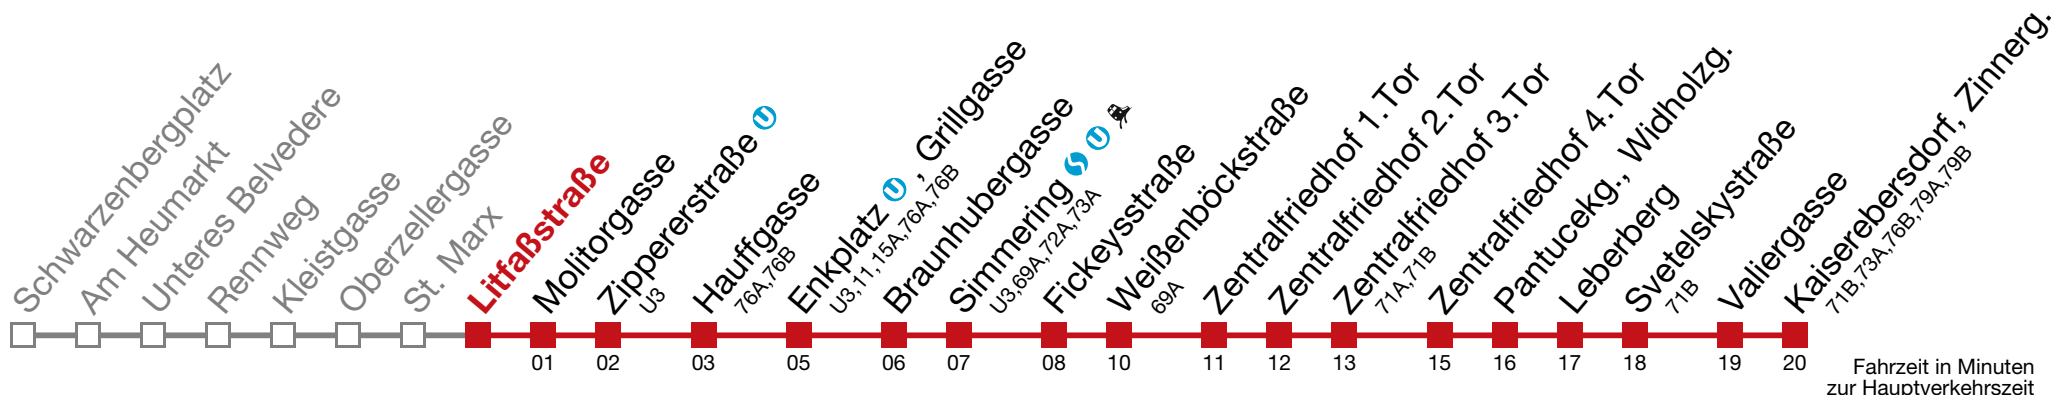 Schwarzenbergplatz
Am Heumarkt
Unteres Belvedere
Rennweg
Kleistgasse
Oberzellergasse
St. Marx
Litfaßstraße
Molitorgasse
Zippererstraße U
U3
Hauffgasse
76A,76B
Enkplatz U, Grillgasse
U3,11,15A,76A,76B
Braunhubergasse
Simmering S U
U3,69A,72A,73A
Fickeysstraße
Weißenböckstraße
69A
Zentralfriedhof 1.Tor
Zentralfriedhof 2.Tor
Zentralfriedhof 3.Tor
71A,71B
Zentralfriedhof 4.Tor
Pantucekg., Widholzg.
Leberberg
Svetelskystraße
71B
Valiergasse
Kaiserebersdorf, Zinnerg.
71B,73A,76B,79A,79B
01 02 03 05 06 07 08 10 11 12 13 15 16 17 18 19 20
Fahrzeit in Minuten
zur Hauptverkehrszeit